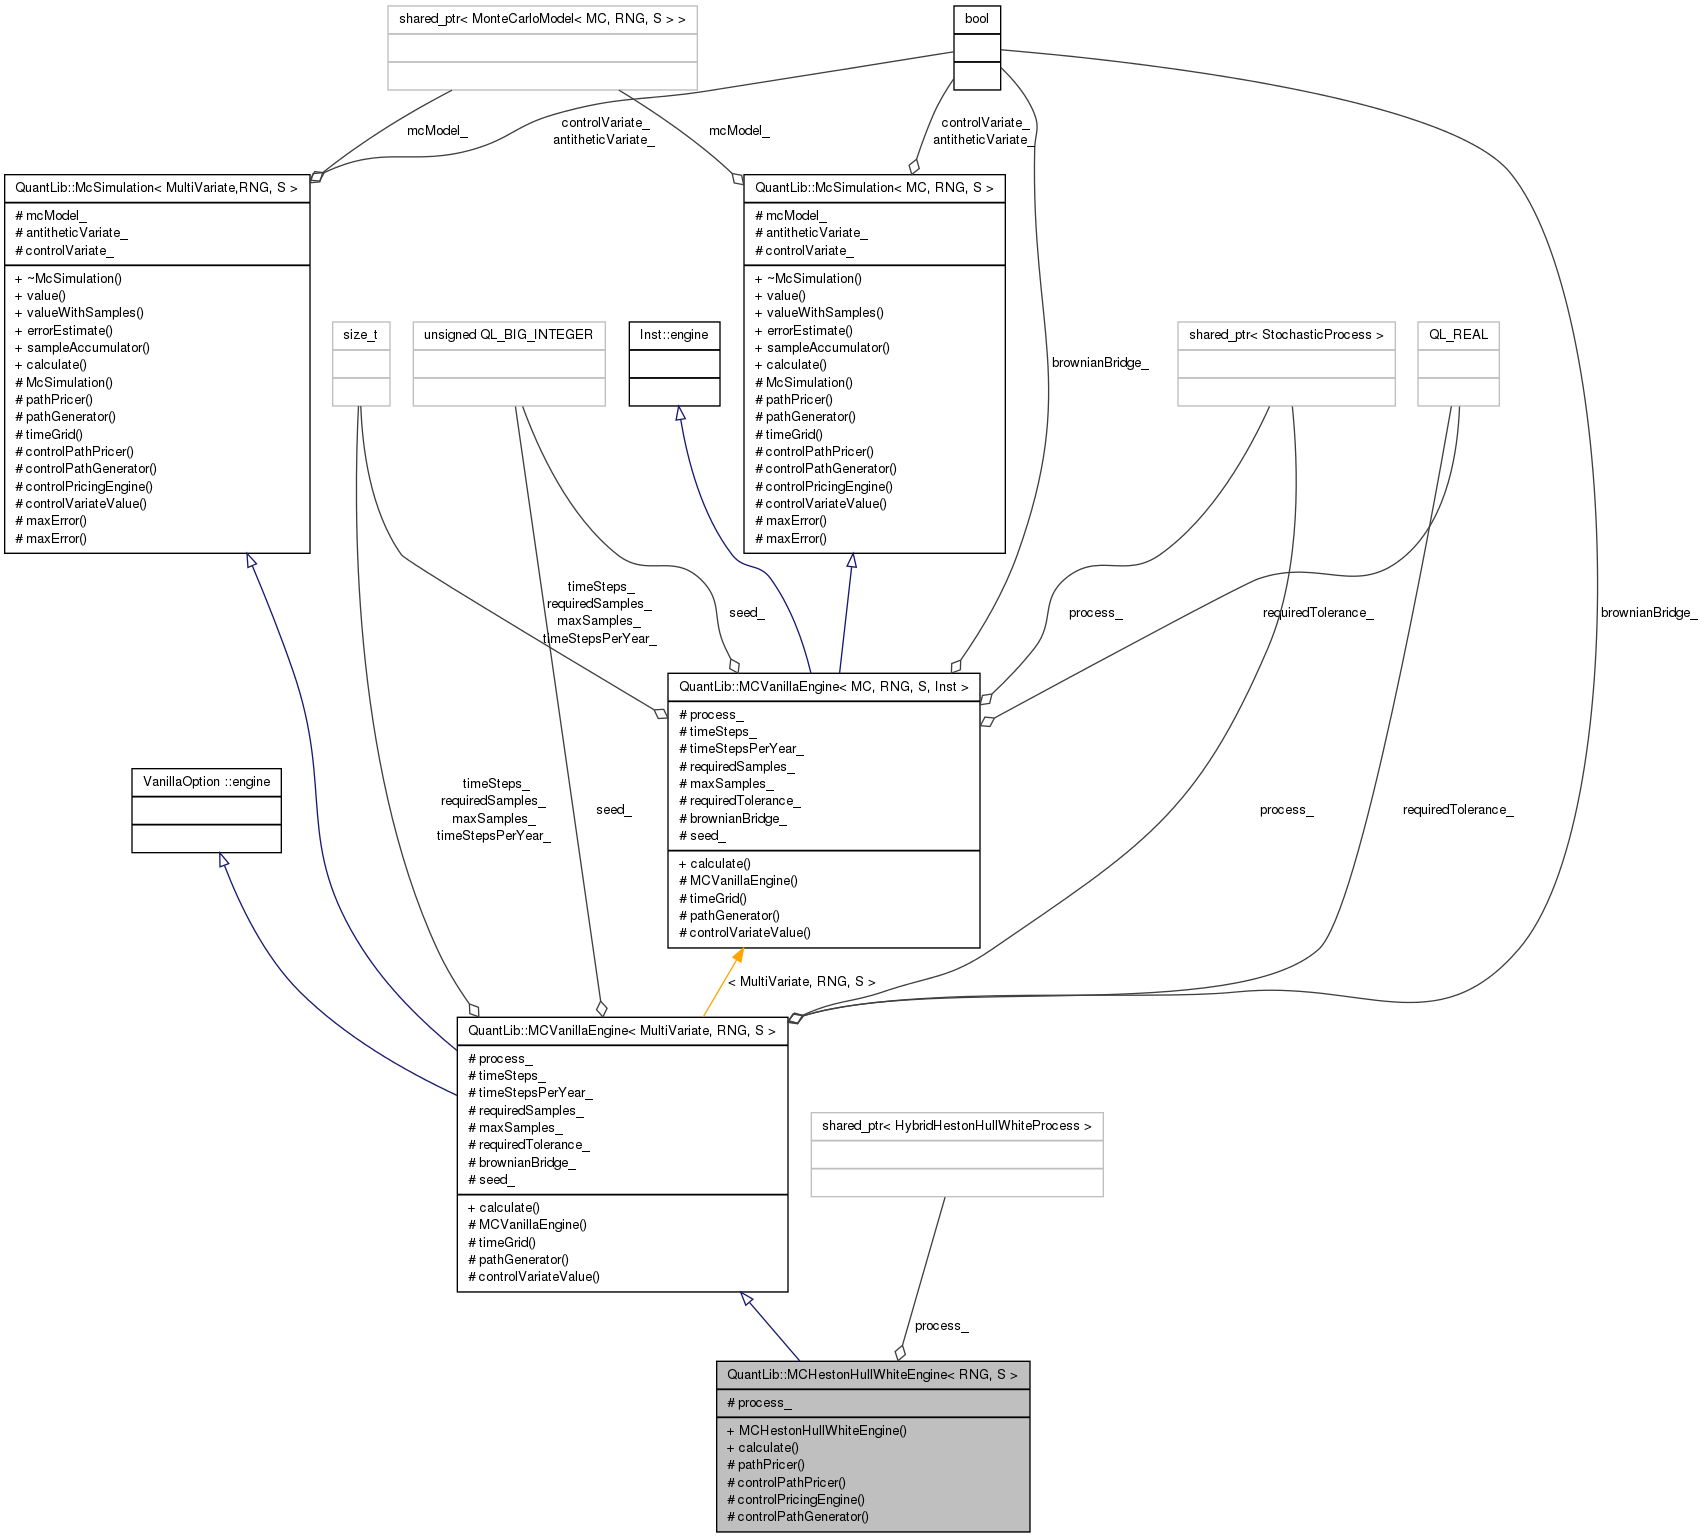 shared_ptr< MonteCarloModel< MC, RNG, S > >
bool
mcModel_
controlVariate_
antitheticVariate_
mcModel_
controlVariate_
antitheticVariate_
QuantLib::McSimulation< MultiVariate,RNG, S >
# mcModel_
# antitheticVariate_
# controlVariate_
+ ~McSimulation()
+ value()
+ valueWithSamples()
+ errorEstimate()
+ sampleAccumulator()
+ calculate()
# McSimulation()
# pathPricer()
# pathGenerator()
# timeGrid()
# controlPathPricer()
# controlPathGenerator()
# controlPricingEngine()
# controlVariateValue()
# maxError()
# maxError()
QuantLib::McSimulation< MC, RNG, S >
# mcModel_
# antitheticVariate_
# controlVariate_
+ ~McSimulation()
+ value()
+ valueWithSamples()
+ errorEstimate()
+ sampleAccumulator()
+ calculate()
# McSimulation()
# pathPricer()
# pathGenerator()
# timeGrid()
# controlPathPricer()
# controlPathGenerator()
# controlPricingEngine()
# controlVariateValue()
# maxError()
# maxError()
size_t
unsigned QL_BIG_INTEGER
Inst::engine
shared_ptr< StochasticProcess >
QL_REAL
brownianBridge_
timeSteps_
requiredSamples_
maxSamples_
timeStepsPerYear_
seed_
process_
requiredTolerance_
brownianBridge_
QuantLib::MCVanillaEngine< MC, RNG, S, Inst >
# process_
# timeSteps_
# timeStepsPerYear_
# requiredSamples_
# maxSamples_
# requiredTolerance_
# brownianBridge_
# seed_
+ calculate()
# MCVanillaEngine()
# timeGrid()
# pathGenerator()
# controlVariateValue()
VanillaOption ::engine
timeSteps_
requiredSamples_
maxSamples_
timeStepsPerYear_
seed_
process_
requiredTolerance_
< MultiVariate, RNG, S >
QuantLib::MCVanillaEngine< MultiVariate, RNG, S >
# process_
# timeSteps_
# timeStepsPerYear_
# requiredSamples_
# maxSamples_
# requiredTolerance_
# brownianBridge_
# seed_
+ calculate()
# MCVanillaEngine()
# timeGrid()
# pathGenerator()
# controlVariateValue()
shared_ptr< HybridHestonHullWhiteProcess >
process_
QuantLib::MCHestonHullWhiteEngine< RNG, S >
# process_
+ MCHestonHullWhiteEngine()
+ calculate()
# pathPricer()
# controlPathPricer()
# controlPricingEngine()
# controlPathGenerator()